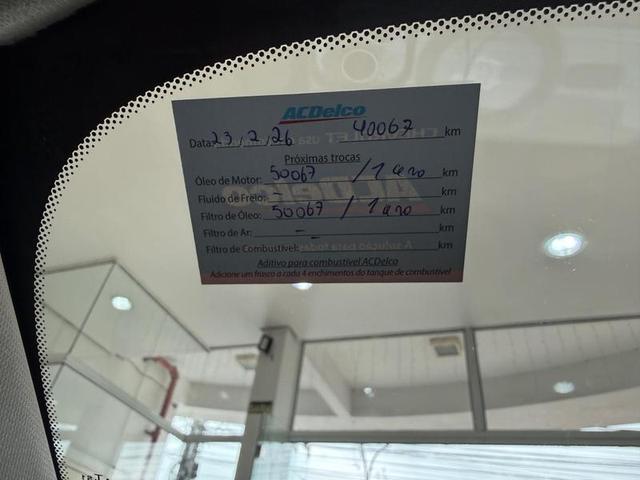 ACDelco
Data: 23/2/26 40067 km
Próximas trocas
Óleo de Motor: 50067 / 1 ano km
Fluido de Freio: - km
Filtro de Óleo: 50067 / 1 ano km
Filtro de Ar: - km
Filtro de Combustível: - km
Aditivo para combustível ACDelco
Adicione um frasco a cada 4 enchimentos do tanque de combustível